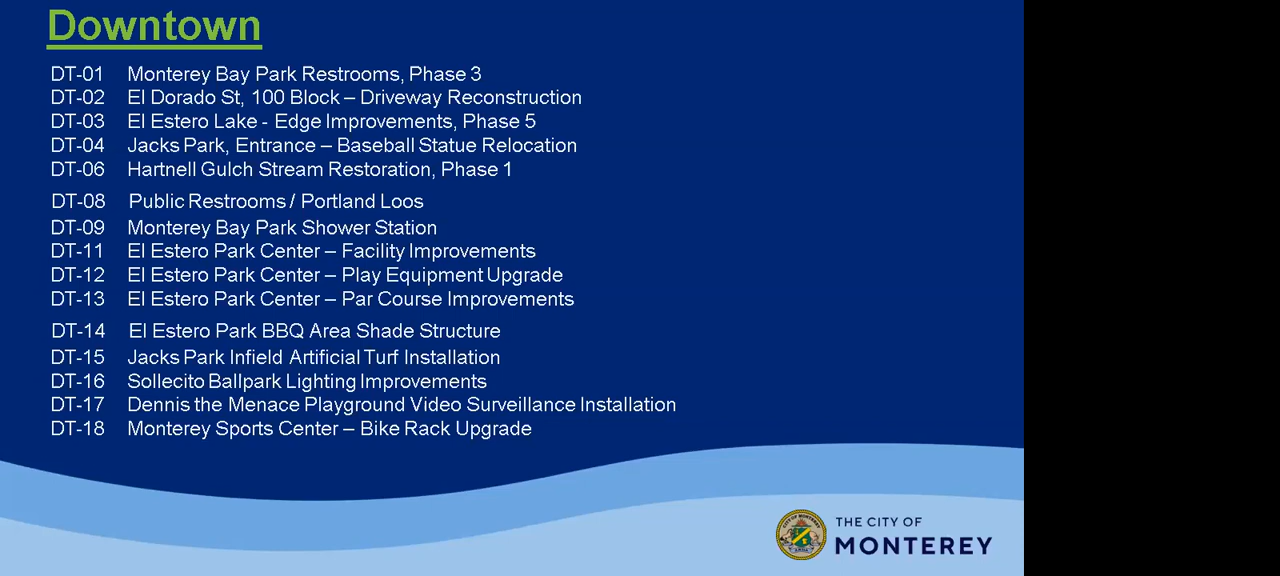 Downtown
DT-01 Monterey Bay Park Restrooms, Phase 3
DT-02 El Dorado St, 100 Block – Driveway Reconstruction
DT-03 El Estero Lake - Edge Improvements, Phase 5
DT-04 Jacks Park, Entrance – Baseball Statue Relocation
DT-06 Hartnell Gulch Stream Restoration, Phase 1
DT-08 Public Restrooms / Portland Loos
DT-09 Monterey Bay Park Shower Station
DT-11 El Estero Park Center – Facility Improvements
DT-12 El Estero Park Center – Play Equipment Upgrade
DT-13 El Estero Park Center – Par Course Improvements
DT-14 El Estero Park BBQ Area Shade Structure
DT-15 Jacks Park Infield Artificial Turf Installation
DT-16 Sollecito Ballpark Lighting Improvements
DT-17 Dennis the Menace Playground Video Surveillance Installation
DT-18 Monterey Sports Center – Bike Rack Upgrade
THE CITY OF
MONTEREY